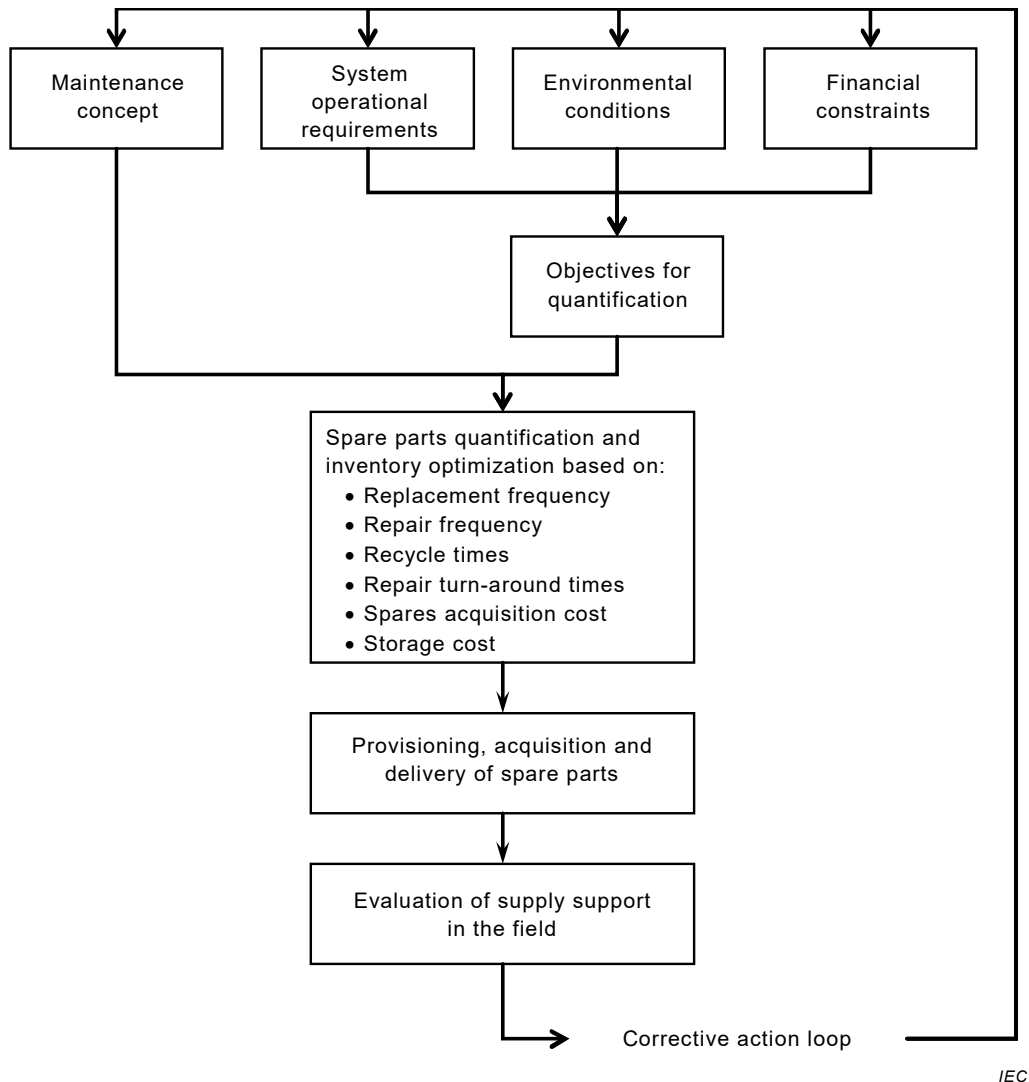 Maintenance
concept
System
operational
requirements
Environmental
conditions
Financial
constraints
Objectives for
quantification
Spare parts quantification and
inventory optimization based on:
• Replacement frequency
• Repair frequency
• Recycle times
• Repair turn-around times
• Spares acquisition cost
• Storage cost
Provisioning, acquisition and
delivery of spare parts
Evaluation of supply support
in the field
Corrective action loop
IEC